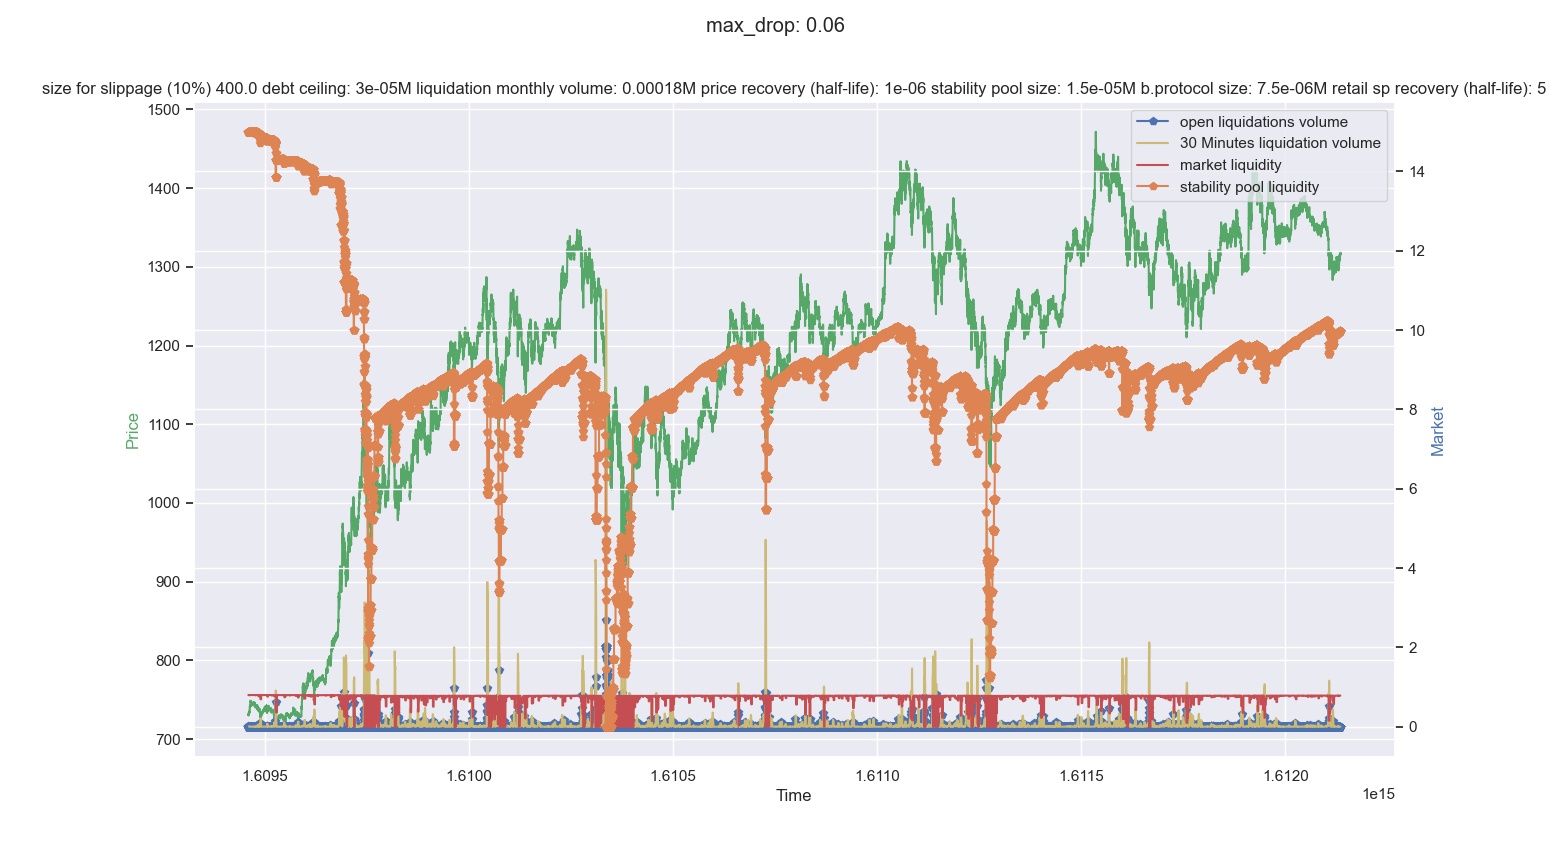 max_drop: 0.06
size for slippage (10%) 400.0 debt ceiling: 3e-05M liquidation monthly volume: 0.00018M price recovery (half-life): 1e-06 stability pool size: 1.5e-05M b.protocol size: 7.5e-06M retail sp recovery (half-life): 5
open liquidations volume
30 Minutes liquidation volume
market liquidity
stability pool liquidity
1500
1400
1300
1200
1100
1000
900
800
700
Price
14
12
10
8
6
4
2
0
Market
1.6095
1.6100
1.6105
1.6110
1.6115
1.6120
1e15
Time